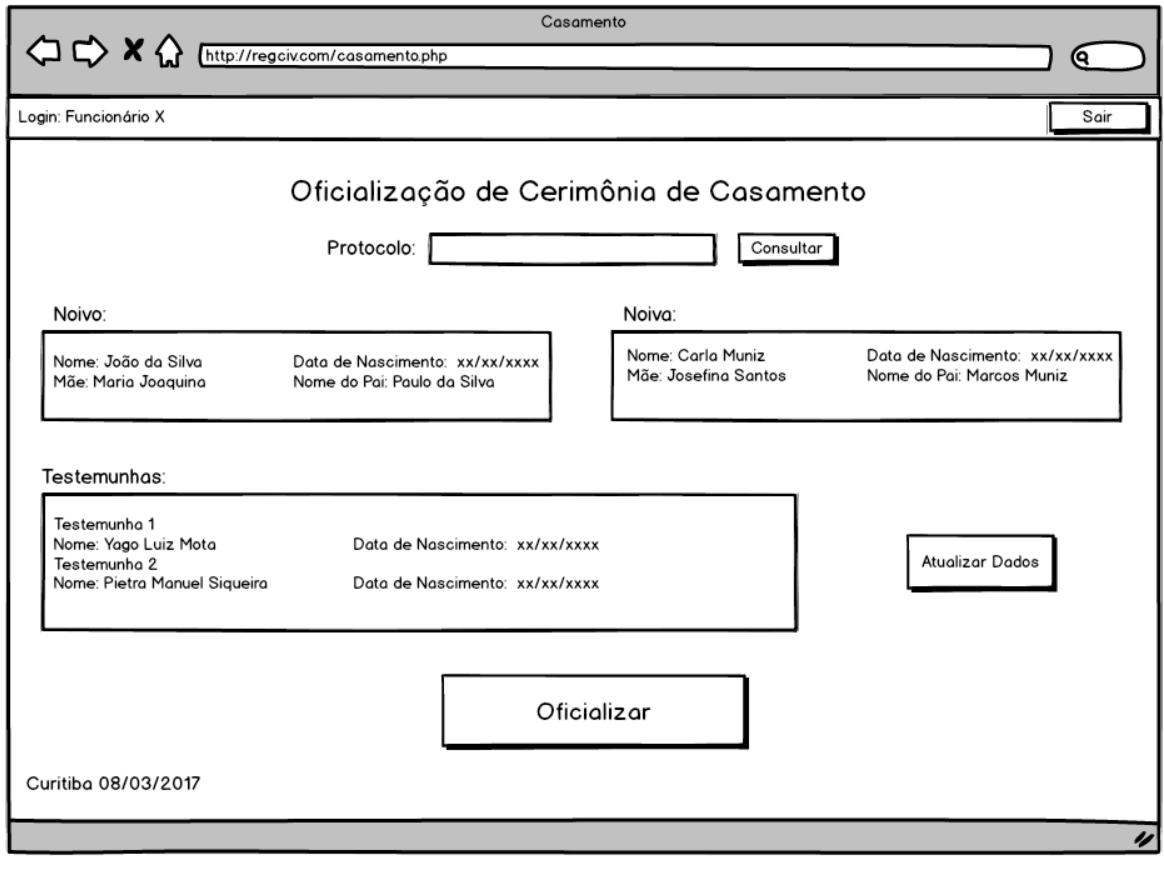 Casamento
http://regciv.com/casamento.php
Login: Funcionário X
Sair
Oficialização de Cerimônia de Casamento
Protocolo:
Consultar
Noivo:
Nome: João da Silva Data de Nascimento: xx/xx/xxxx
Mãe: Maria Joaquina Nome do Pai: Paulo da Silva
Noiva:
Nome: Carla Muniz Data de Nascimento: xx/xx/xxxx
Mãe: Josefina Santos Nome do Pai: Marcos Muniz
Testemunhas:
Testemunha 1
Nome: Yago Luiz Mota Data de Nascimento: xx/xx/xxxx
Testemunha 2
Nome: Pietra Manuel Siqueira Data de Nascimento: xx/xx/xxxx
Atualizar Dados
Oficializar
Curitiba 08/03/2017